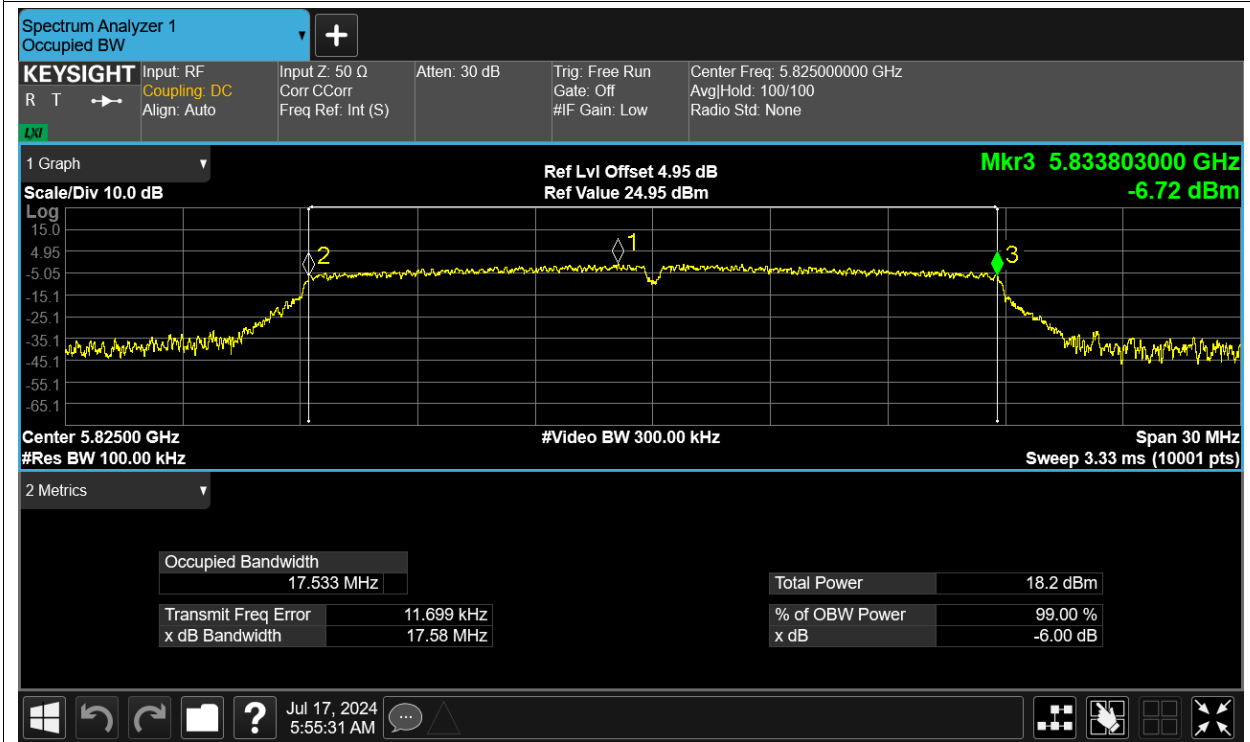 Spectrum Analyzer 1
Occupied BW
KEYSIGHT
R T
LXI
Input: RF
Coupling: DC
Align: Auto
Input Z: 50 Ω
Corr CCorr
Freq Ref: Int (S)
Atten: 30 dB
Trig: Free Run
Gate: Off
#IF Gain: Low
Center Freq: 5.825000000 GHz
Avg|Hold: 100/100
Radio Std: None
1 Graph
Scale/Div 10.0 dB
Ref Lvl Offset 4.95 dB
Ref Value 24.95 dBm
Mkr3 5.833803000 GHz
-6.72 dBm
Log
15.0
4.95
-5.05
-15.1
-25.1
-35.1
-45.1
-55.1
-65.1
2
1
3
Center 5.82500 GHz
#Res BW 100.00 kHz
#Video BW 300.00 kHz
Span 30 MHz
Sweep 3.33 ms (10001 pts)
2 Metrics
Occupied Bandwidth
17.533 MHz
Transmit Freq Error 11.699 kHz
x dB Bandwidth 17.58 MHz
Total Power 18.2 dBm
% of OBW Power 99.00 %
x dB -6.00 dB
?
Jul 17, 2024
5:55:31 AM